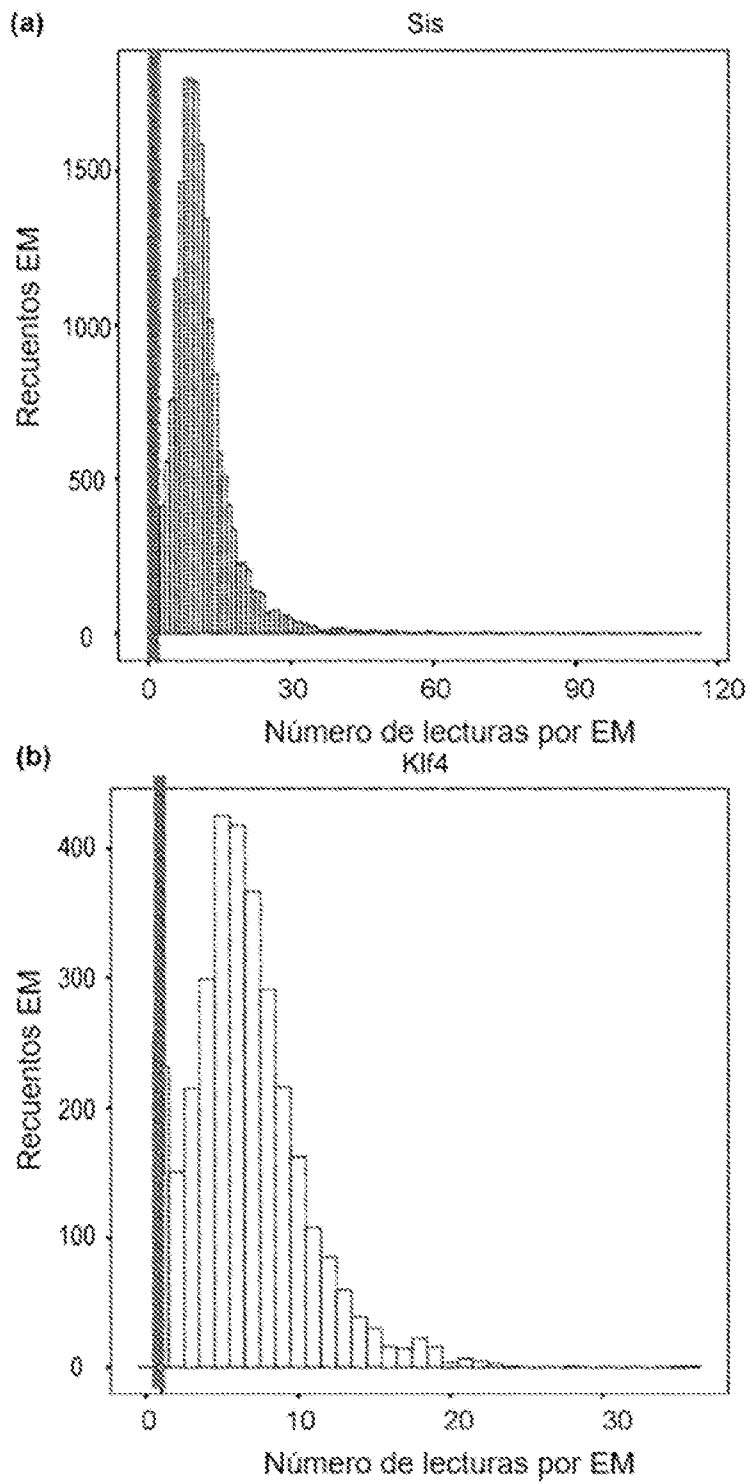 (a)
Sis
Recuentos EM
1500
1000
500
0
0 30 60 90 120
Número de lecturas por EM
(b)
Klf4
Recuentos EM
400
300
200
100
0
0 10 20 30
Número de lecturas por EM